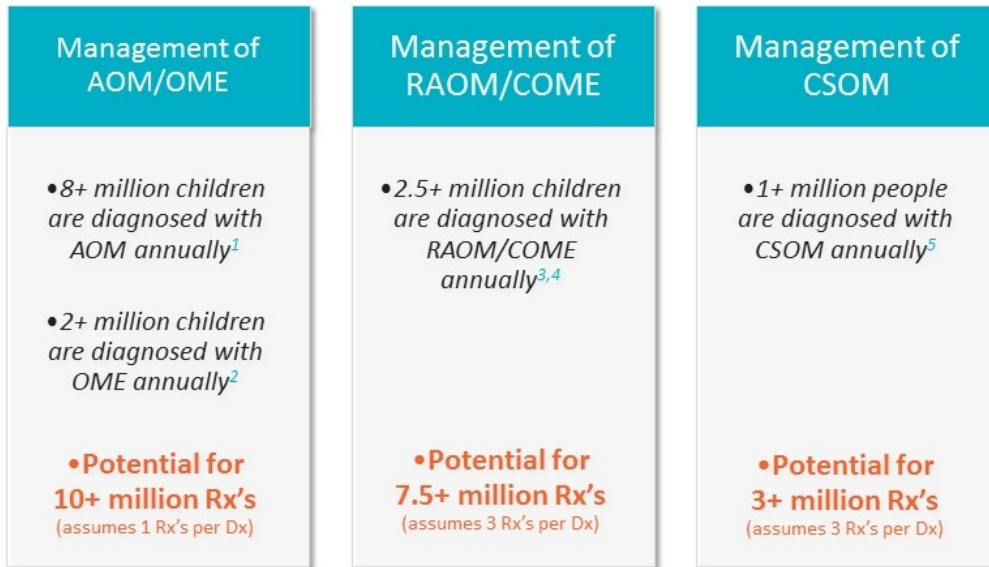 Management of
AOM/OME
•8+ million children
are diagnosed with
AOM annually1
•2+ million children
are diagnosed with
OME annually2
•Potential for
10+ million Rx's
(assumes 1 Rx's per Dx)
Management of
RAOM/COME
•2.5+ million children
are diagnosed with
RAOM/COME
annually3,4
•Potential for
7.5+ million Rx's
(assumes 3 Rx's per Dx)
Management of
CSOM
•1+ million people
are diagnosed with
CSOM annually5
•Potential for
3+ million Rx's
(assumes 3 Rx's per Dx)